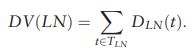 DV(LN) = ∑_{t∈T_{LN}} D_{LN}(t).